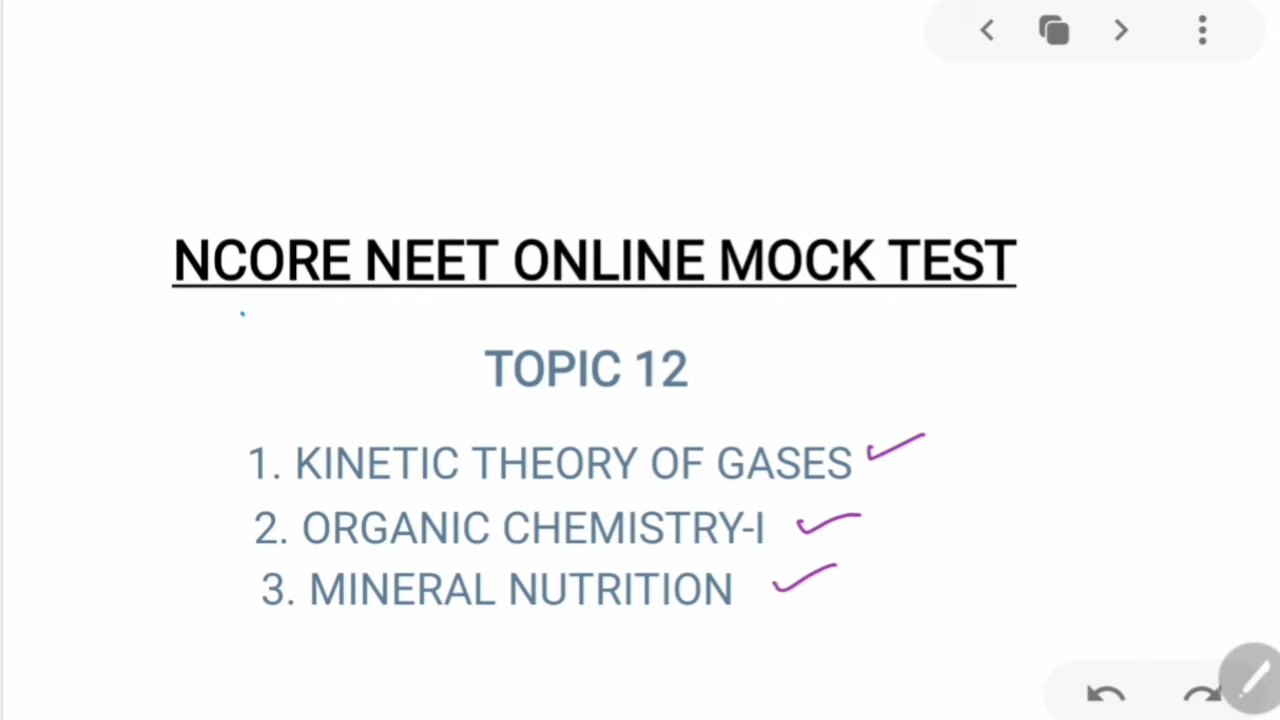 NCORE NEET ONLINE MOCK TEST
TOPIC 12
1. KINETIC THEORY OF GASES
2. ORGANIC CHEMISTRY-I
3. MINERAL NUTRITION